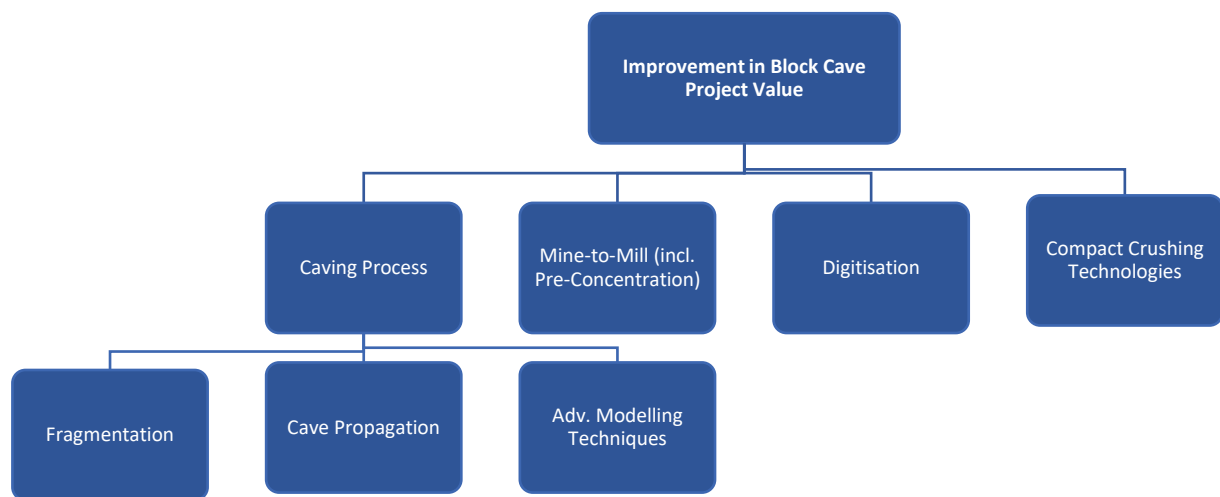 Improvement in Block Cave
Project Value
Caving Process
Mine-to-Mill (incl.
Pre-Concentration)
Digitisation
Compact Crushing
Technologies
Fragmentation
Cave Propagation
Adv. Modelling
Techniques